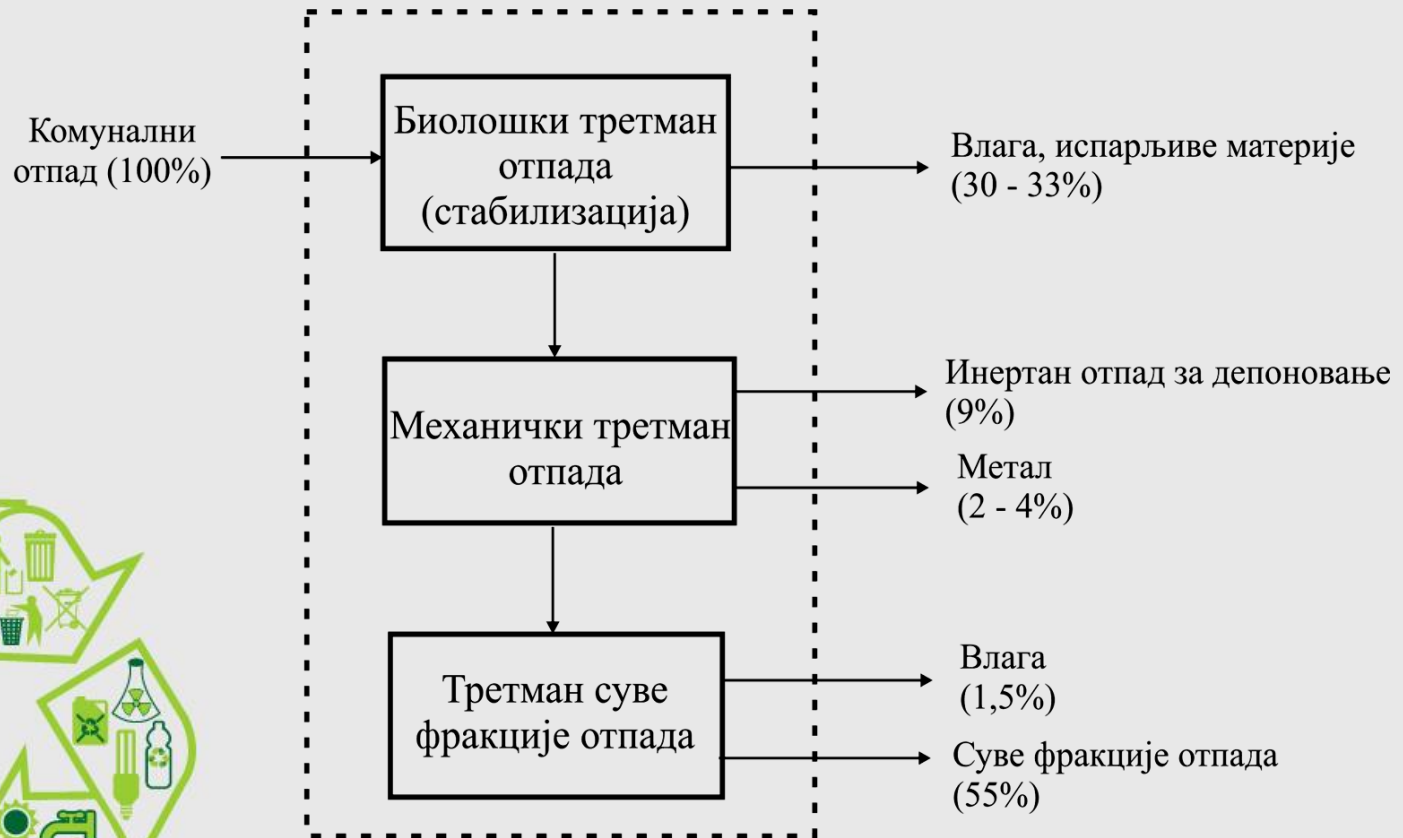 Комунални
отпад (100%)
Биолошки третман
отпада
(стабилизација)
Влага, испарљиве материје
(30 - 33%)
Механички третман
отпада
Инертан отпад за депоновање
(9%)
Метал
(2 - 4%)
Третман суве
фракције отпада
Влага
(1,5%)
Суве фракције отпада
(55%)